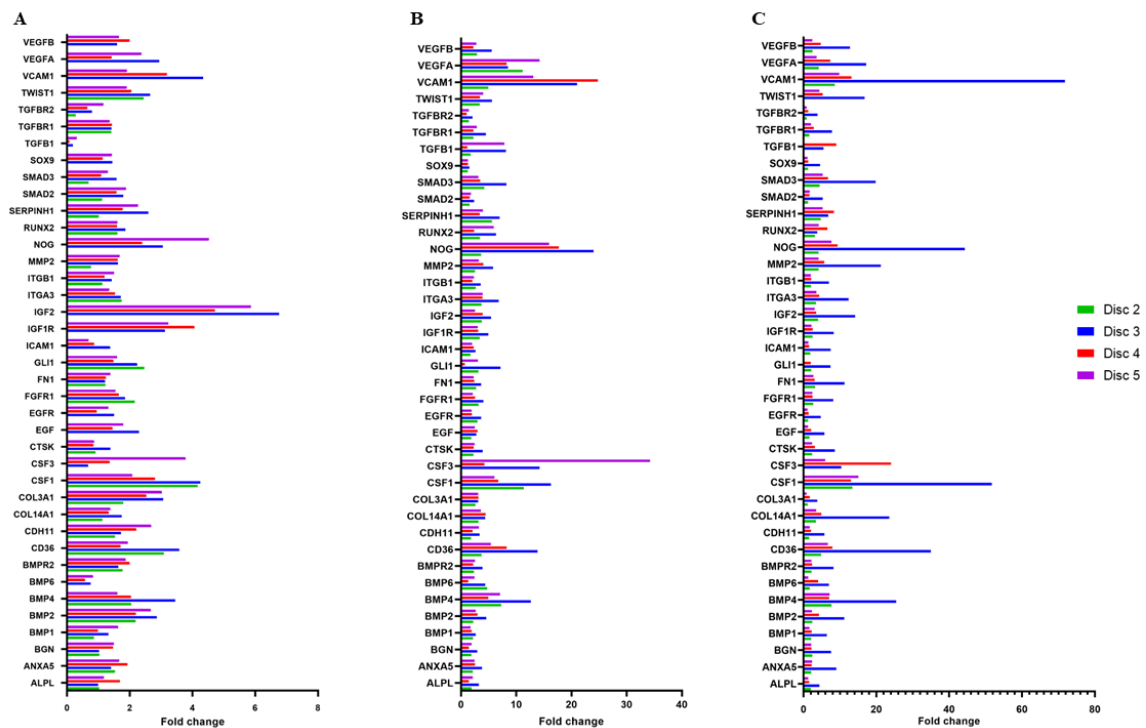 A
VEGFB
VEGFA
VCAM1
TWIST1
TGFBR2
TGFBR1
TGFB1
SOX9
SMAD3
SMAD2
SERPINH1
RUNX2
NOG
MMP2
ITGB1
ITGA3
IGF2
IGF1R
ICAM1
GLI1
FN1
FGFR1
EGFR
EGF
CTSK
CSF3
CSF1
COL3A1
COL14A1
CDH11
CD36
BMPR2
BMP6
BMP4
BMP2
BMP1
BGN
ANXA5
ALPL
0 2 4 6 8
Fold change
B
VEGFB
VEGFA
VCAM1
TWIST1
TGFBR2
TGFBR1
TGFB1
SOX9
SMAD3
SMAD2
SERPINH1
RUNX2
NOG
MMP2
ITGB1
ITGA3
IGF2
IGF1R
ICAM1
GLI1
FN1
FGFR1
EGFR
EGF
CTSK
CSF3
CSF1
COL3A1
COL14A1
CDH11
CD36
BMPR2
BMP6
BMP4
BMP2
BMP1
BGN
ANXA5
ALPL
0 10 20 30 40
Fold change
C
VEGFB
VEGFA
VCAM1
TWIST1
TGFBR2
TGFBR1
TGFB1
SOX9
SMAD3
SMAD2
SERPINH1
RUNX2
NOG
MMP2
ITGB1
ITGA3
IGF2
IGF1R
ICAM1
GLI1
FN1
FGFR1
EGFR
EGF
CTSK
CSF3
CSF1
COL3A1
COL14A1
CDH11
CD36
BMPR2
BMP6
BMP4
BMP2
BMP1
BGN
ANXA5
ALPL
0 20 40 60 80
Fold change
Disc 2
Disc 3
Disc 4
Disc 5